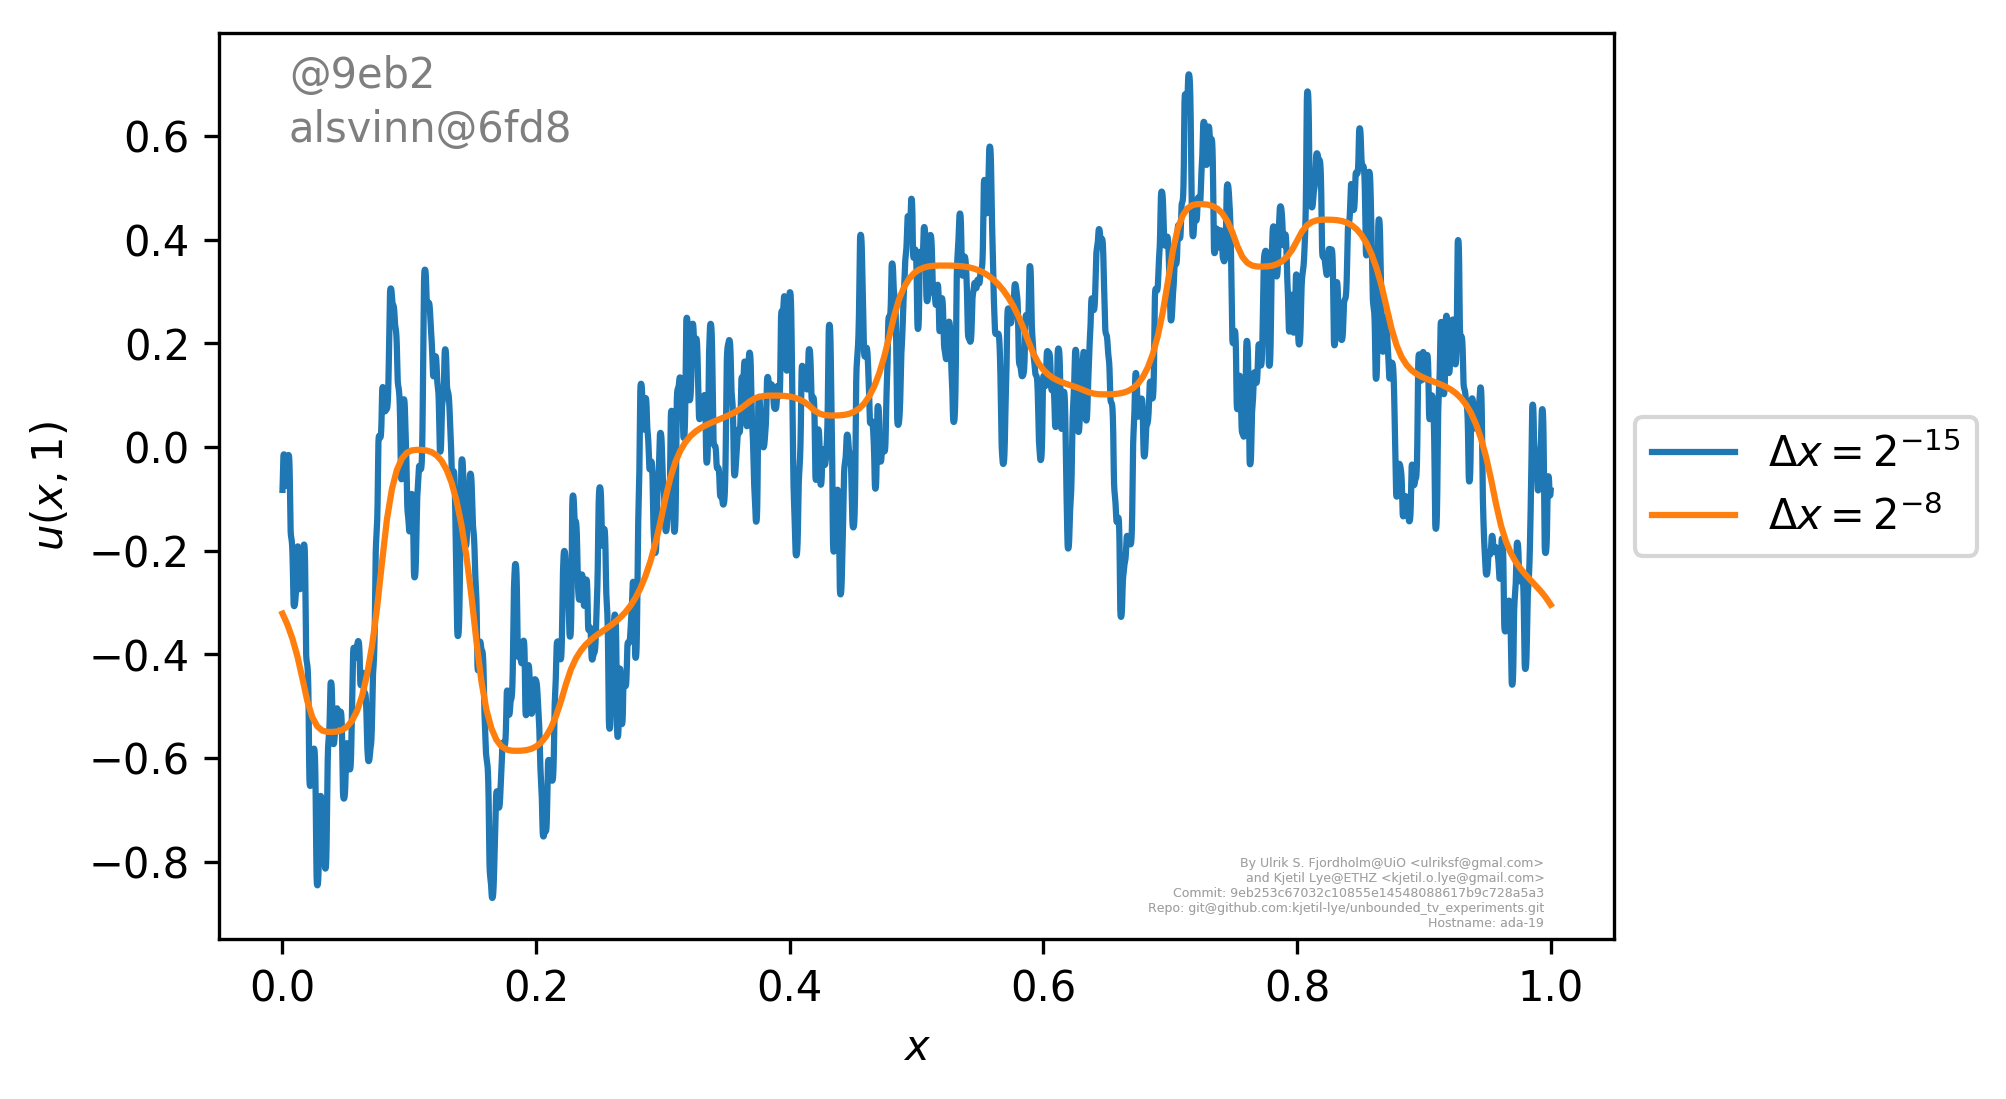 @9eb2
alsvinn@6fd8
0.6
0.4
0.2
0.0
−0.2
−0.4
−0.6
−0.8
u(x, 1)
0.0 0.2 0.4 0.6 0.8 1.0
x
Δx = 2⁻¹⁵
Δx = 2⁻⁸
By Ulrik S. Fjordholm@UiO <ulriksf@gmal.com>
and Kjetil Lye@ETHZ <kjetil.o.lye@gmail.com>
Commit: 9eb253c67032c10855e14548088617b9c728a5a3
Repo: git@github.com:kjetil-lye/unbounded_tv_experiments.git
Hostname: ada-19